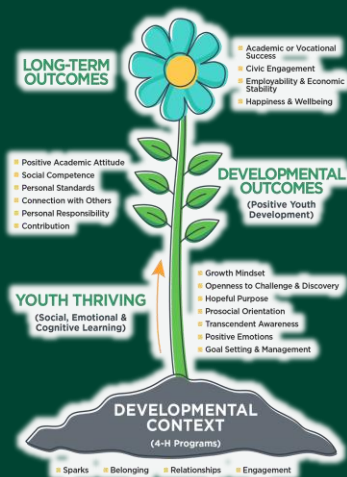 LONG-TERM
OUTCOMES
Academic or Vocational
Success
Civic Engagement
Employability & Economic
Stability
Happiness & Wellbeing
Positive Academic Attitude
Social Competence
Personal Standards
Connection with Others
Personal Responsibility
Contribution
DEVELOPMENTAL
OUTCOMES
(Positive Youth
Development)
YOUTH THRIVING
(Social, Emotional &
Cognitive Learning)
Growth Mindset
Openness to Challenge & Discovery
Hopeful Purpose
Prosocial Orientation
Transcendent Awareness
Positive Emotions
Goal Setting & Management
DEVELOPMENTAL
CONTEXT
(4-H Programs)
Sparks Belonging Relationships Engagement